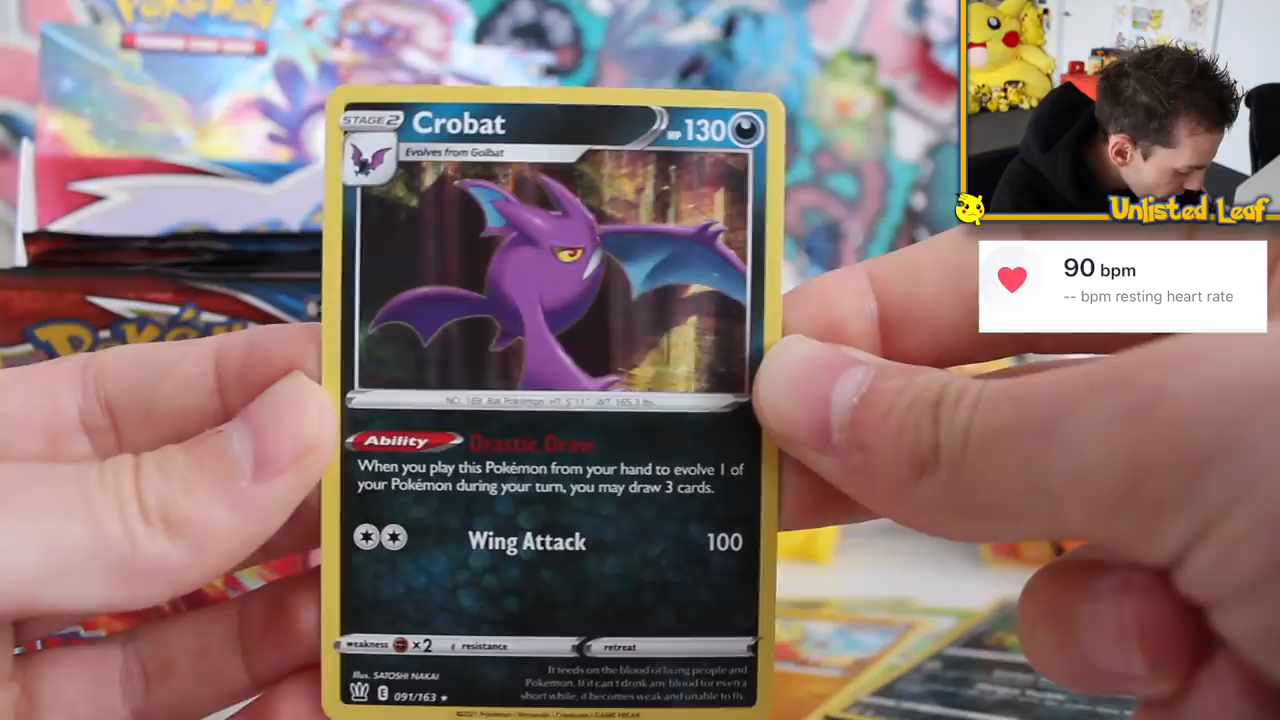 Pokémon
STAGE 2
Crobat
HP 130
Evolves from Golbat
NO. 169 Bat Pokémon HT: 5'11" WT: 165.3 lbs.
Ability Drastic Draw
When you play this Pokémon from your hand to evolve 1 of
your Pokémon during your turn, you may draw 3 cards.
Wing Attack 100
weakness ×2 resistance retreat
Illus. SATOSHI NAKAI
E 091/163 ★
It feeds on the blood of living people and
Pokémon. If it can't drink any blood for even a
short while, it becomes weak and unable to
Unlisted Leaf
90 bpm
-- bpm resting heart rate
Pokém